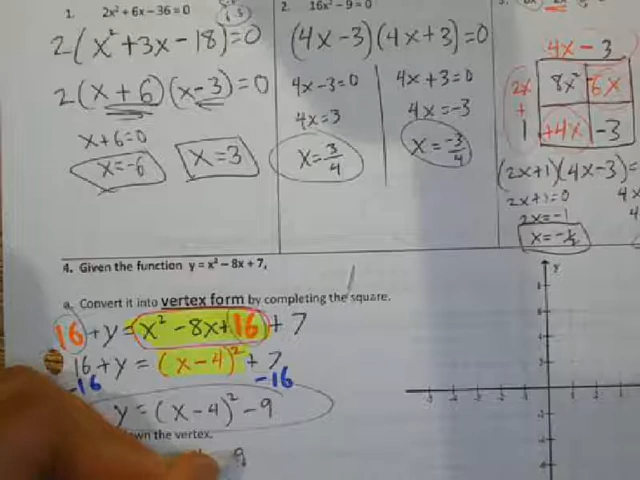 1. 2x² + 6x - 36 = 0
2(x² + 3x - 18) = 0
2(x + 6)(x - 3) = 0
x + 6 = 0
x = -6
x = 3
2. 16x² - 9 = 0
(4x - 3)(4x + 3) = 0
4x - 3 = 0
4x = 3
x = 3/4
4x + 3 = 0
4x = -3
x = -3/4
3.
4x - 3
2x 8x² -6x
+
1 +4x -3
(2x+1)(4x-3)=
2x+1=0
2x=-1
x=-½
4. Given the function y = x² – 8x + 7,
a. Convert it into vertex form by completing the square.
16 + y = x² - 8x + 16 + 7
16 + y = (x - 4)² + 7
-16 -16
y = (x - 4)² - 9
down the vertex.
9
y